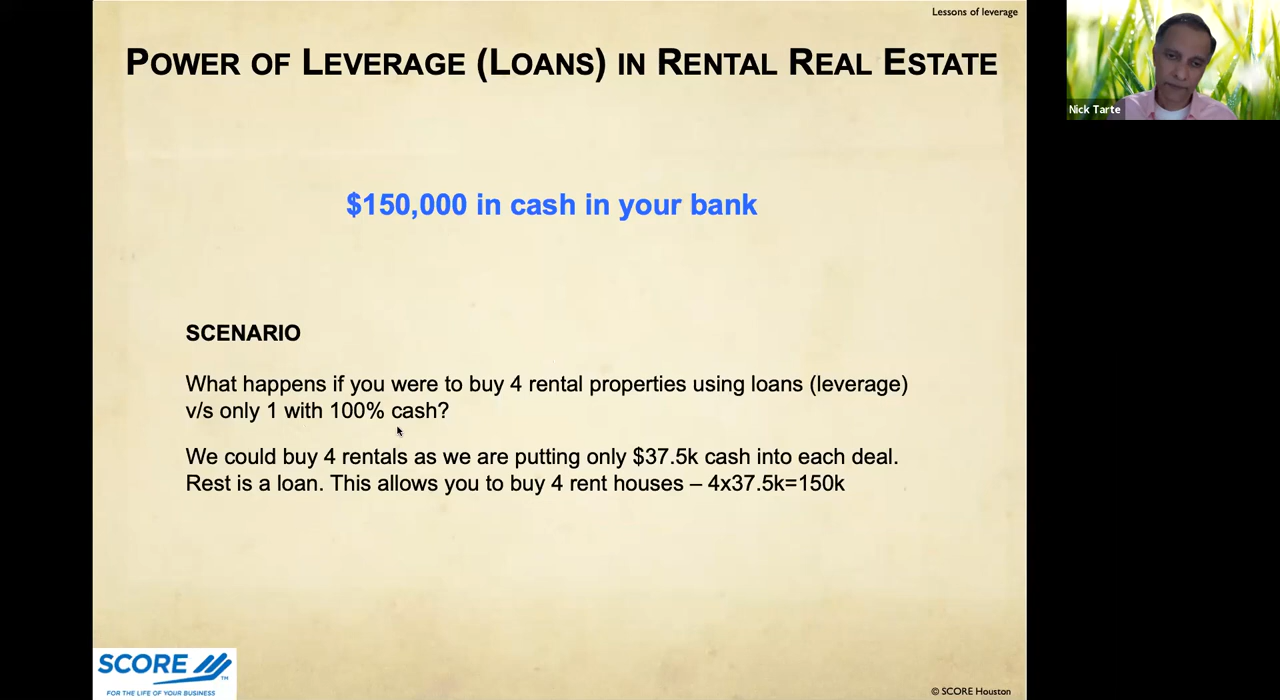 Lessons of leverage
POWER OF LEVERAGE (LOANS) IN RENTAL REAL ESTATE
Nick Tarte
$150,000 in cash in your bank
SCENARIO
What happens if you were to buy 4 rental properties using loans (leverage)
v/s only 1 with 100% cash?
We could buy 4 rentals as we are putting only $37.5k cash into each deal.
Rest is a loan. This allows you to buy 4 rent houses – 4x37.5k=150k
SCORE TM
FOR THE LIFE OF YOUR BUSINESS
© SCORE Houston